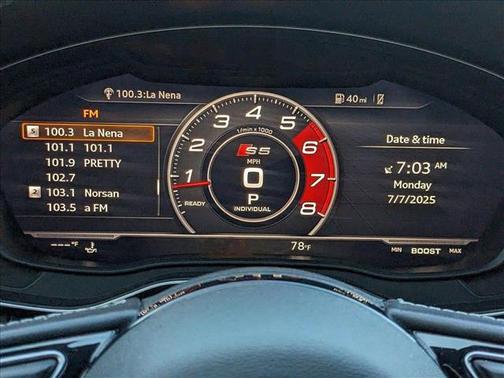 100.3:La Nena
40 mi
FM
5 100.3 La Nena
101.1 101.1
101.9 PRETTY
102.7
2 103.1 Norsan
103.5 a FM
1 2 3 4 5 6 7 8
1/min x 1000
S5
MPH
0
P
INDIVIDUAL
READY
Date & time
7:03 AM
Monday
7/7/2025
---°F
78°F
MIN BOOST MAX